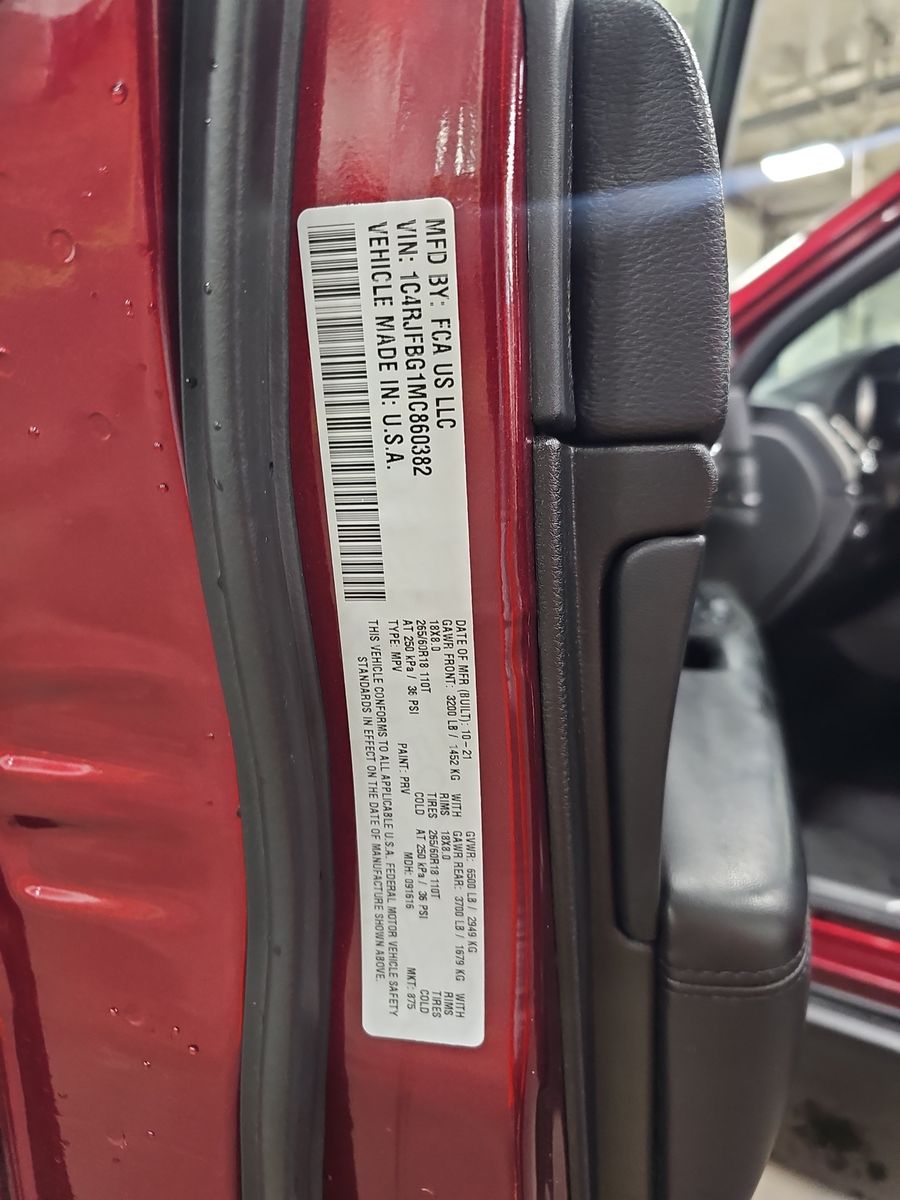 MFD BY: FCA US LLC
VIN: 1C4RJFBG1MC860382
VEHICLE MADE IN: U.S.A.
DATE OF MFR (BUILT): 10-21 GVWR: 6500 LB / 2949 KG
GAWR FRONT: 3200 LB / 1452 KG WITH GAWR REAR: 3700 LB / 1679 KG WITH
18X8.0 RIMS 18X8.0 RIMS
265/60R18 110T TIRES 265/60R18 110T TIRES
AT 250 kPa / 36 PSI COLD AT 250 kPa / 36 PSI COLD
TYPE: MPV PAINT: PRV MDH: 091616 MKT: 875
THIS VEHICLE CONFORMS TO ALL APPLICABLE U.S.A. FEDERAL MOTOR VEHICLE SAFETY
STANDARDS IN EFFECT ON THE DATE OF MANUFACTURE SHOWN ABOVE.